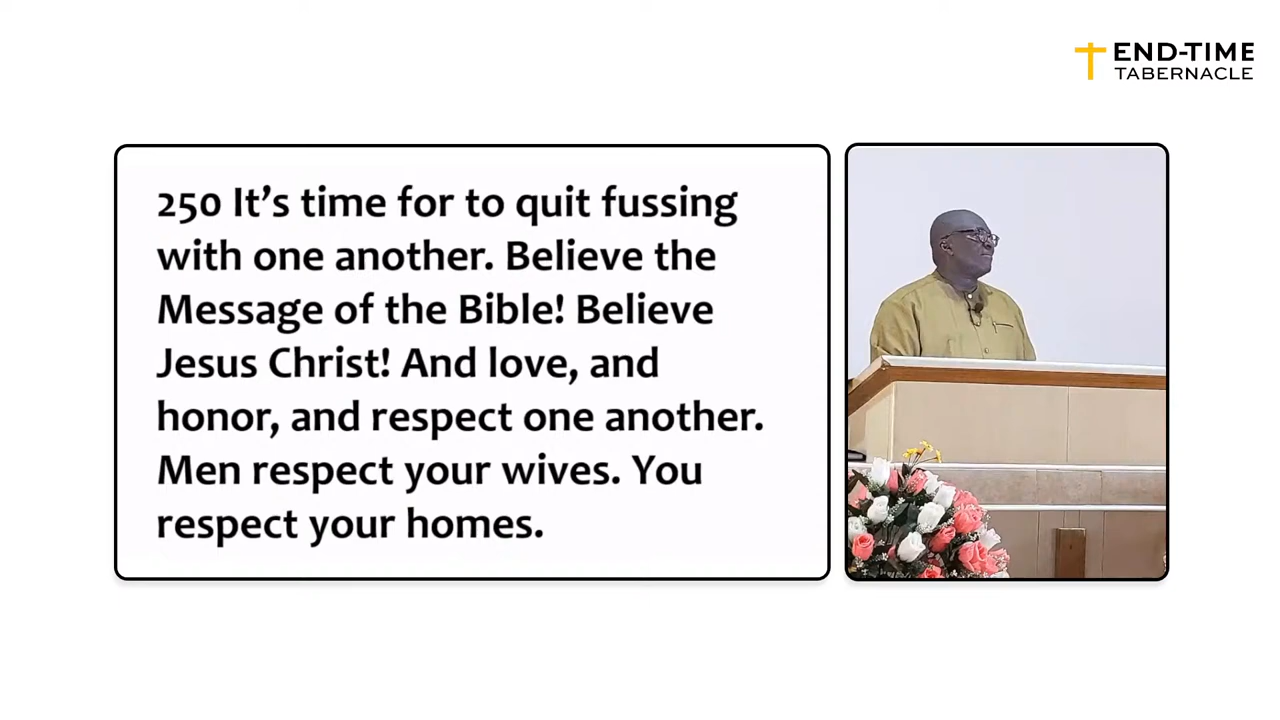 END-TIME
TABERNACLE
250 It’s time for to quit fussing
with one another. Believe the
Message of the Bible! Believe
Jesus Christ! And love, and
honor, and respect one another.
Men respect your wives. You
respect your homes.